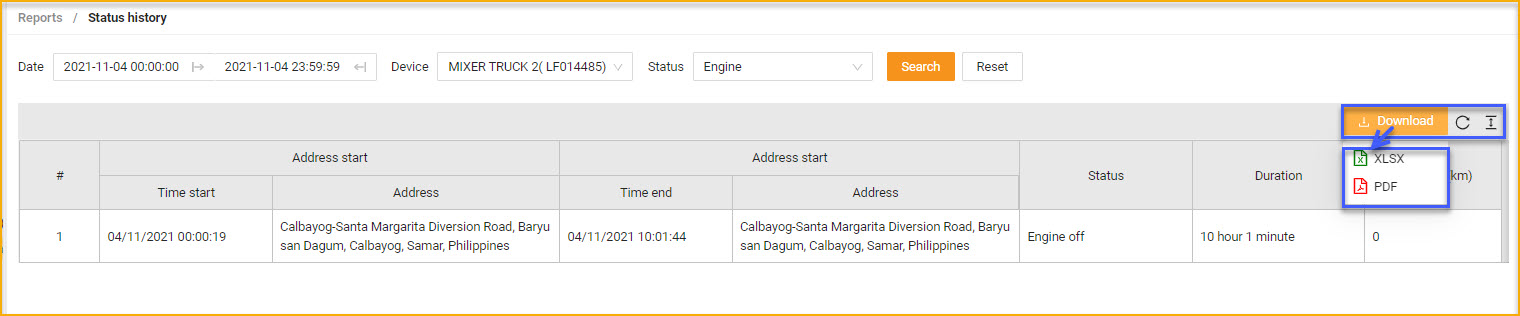 Reports / Status history
Date 2021-11-04 00:00:00 2021-11-04 23:59:59 Device MIXER TRUCK 2( LF014485) Status Engine Search Reset
Download
XLSX
PDF
# Address start Address start Status Duration km)
Time start Address Time end Address
1 04/11/2021 00:00:19 Calbayog-Santa Margarita Diversion Road, Baryu 04/11/2021 10:01:44 Calbayog-Santa Margarita Diversion Road, Baryu Engine off 10 hour 1 minute 0
san Dagum, Calbayog, Samar, Philippines san Dagum, Calbayog, Samar, Philippines